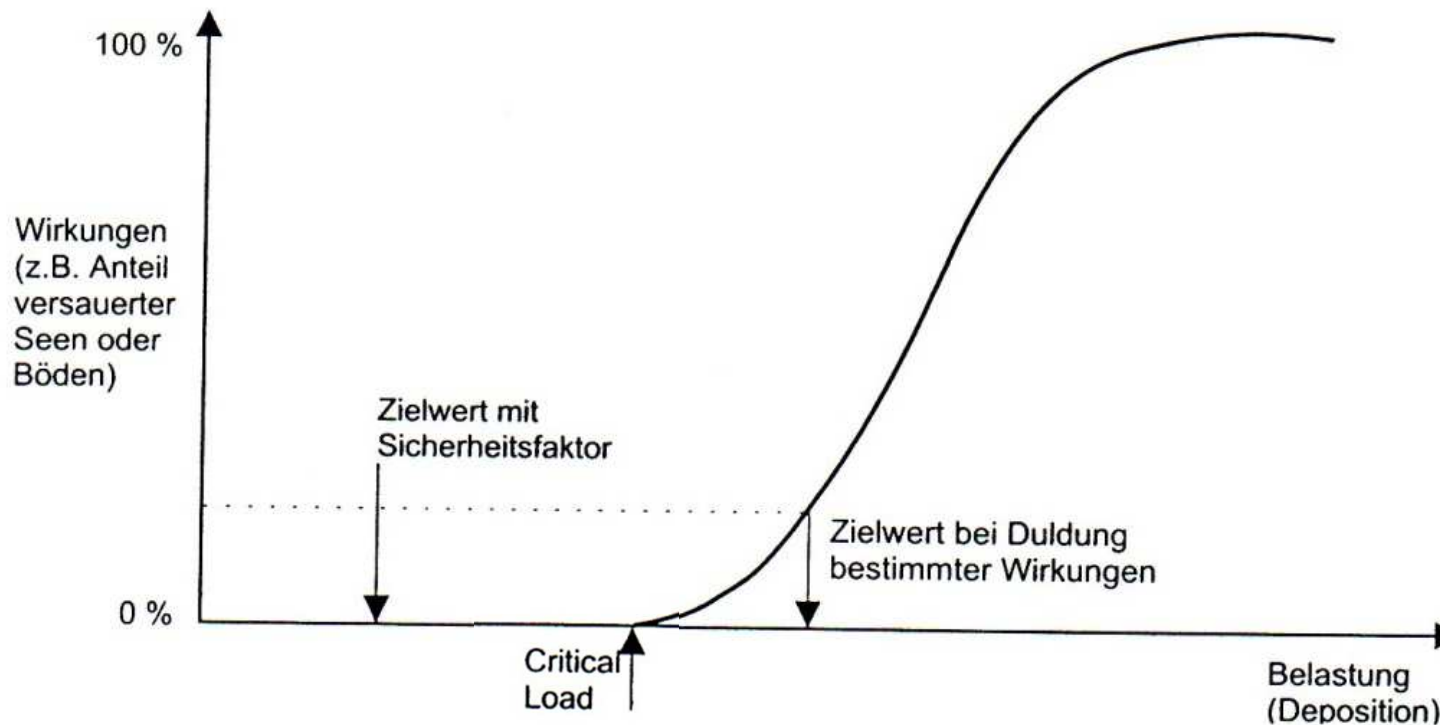 100 %
Wirkungen
(z.B. Anteil
versauerter
Seen oder
Böden)
Zielwert mit
Sicherheitsfaktor
Zielwert bei Duldung
bestimmter Wirkungen
0 %
Critical
Load
Belastung
(Deposition)